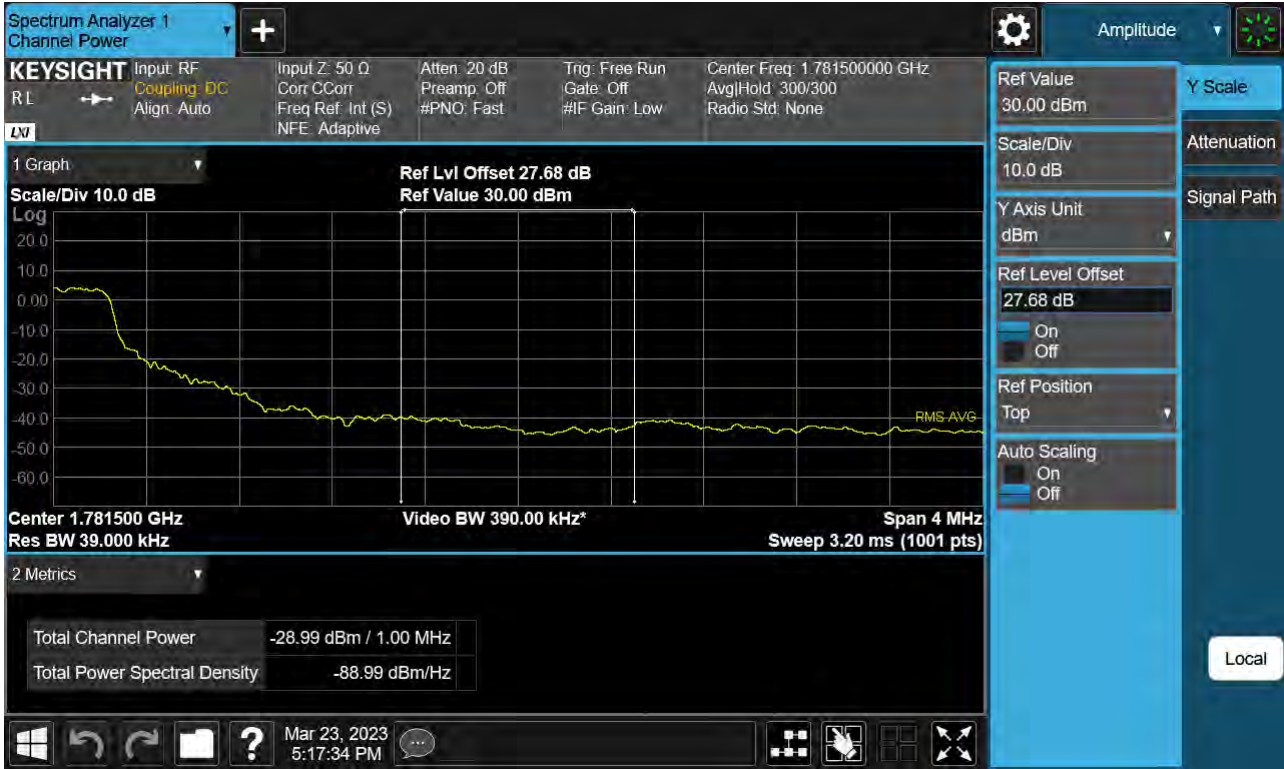 Spectrum Analyzer 1
Channel Power
+
Amplitude
KEYSIGHT
R L
LXI
Input: RF
Coupling: DC
Align: Auto
Input Z: 50 Ω
Corr CCorr
Freq Ref: Int (S)
NFE: Adaptive
Atten: 20 dB
Preamp: Off
#PNO: Fast
Trig: Free Run
Gate: Off
#IF Gain: Low
Center Freq: 1.781500000 GHz
Avg|Hold: 300/300
Radio Std: None
1 Graph
Scale/Div 10.0 dB
Ref Lvl Offset 27.68 dB
Ref Value 30.00 dBm
Log
20.0
10.0
0.00
-10.0
-20.0
-30.0
-40.0
-50.0
-60.0
RMS AVG
Center 1.781500 GHz
Res BW 39.000 kHz
Video BW 390.00 kHz*
Span 4 MHz
Sweep 3.20 ms (1001 pts)
2 Metrics
Total Channel Power -28.99 dBm / 1.00 MHz
Total Power Spectral Density -88.99 dBm/Hz
Ref Value
30.00 dBm
Scale/Div
10.0 dB
Y Axis Unit
dBm
Ref Level Offset
27.68 dB
On
Off
Ref Position
Top
Auto Scaling
On
Off
Y Scale
Attenuation
Signal Path
Local
?
Mar 23, 2023
5:17:34 PM